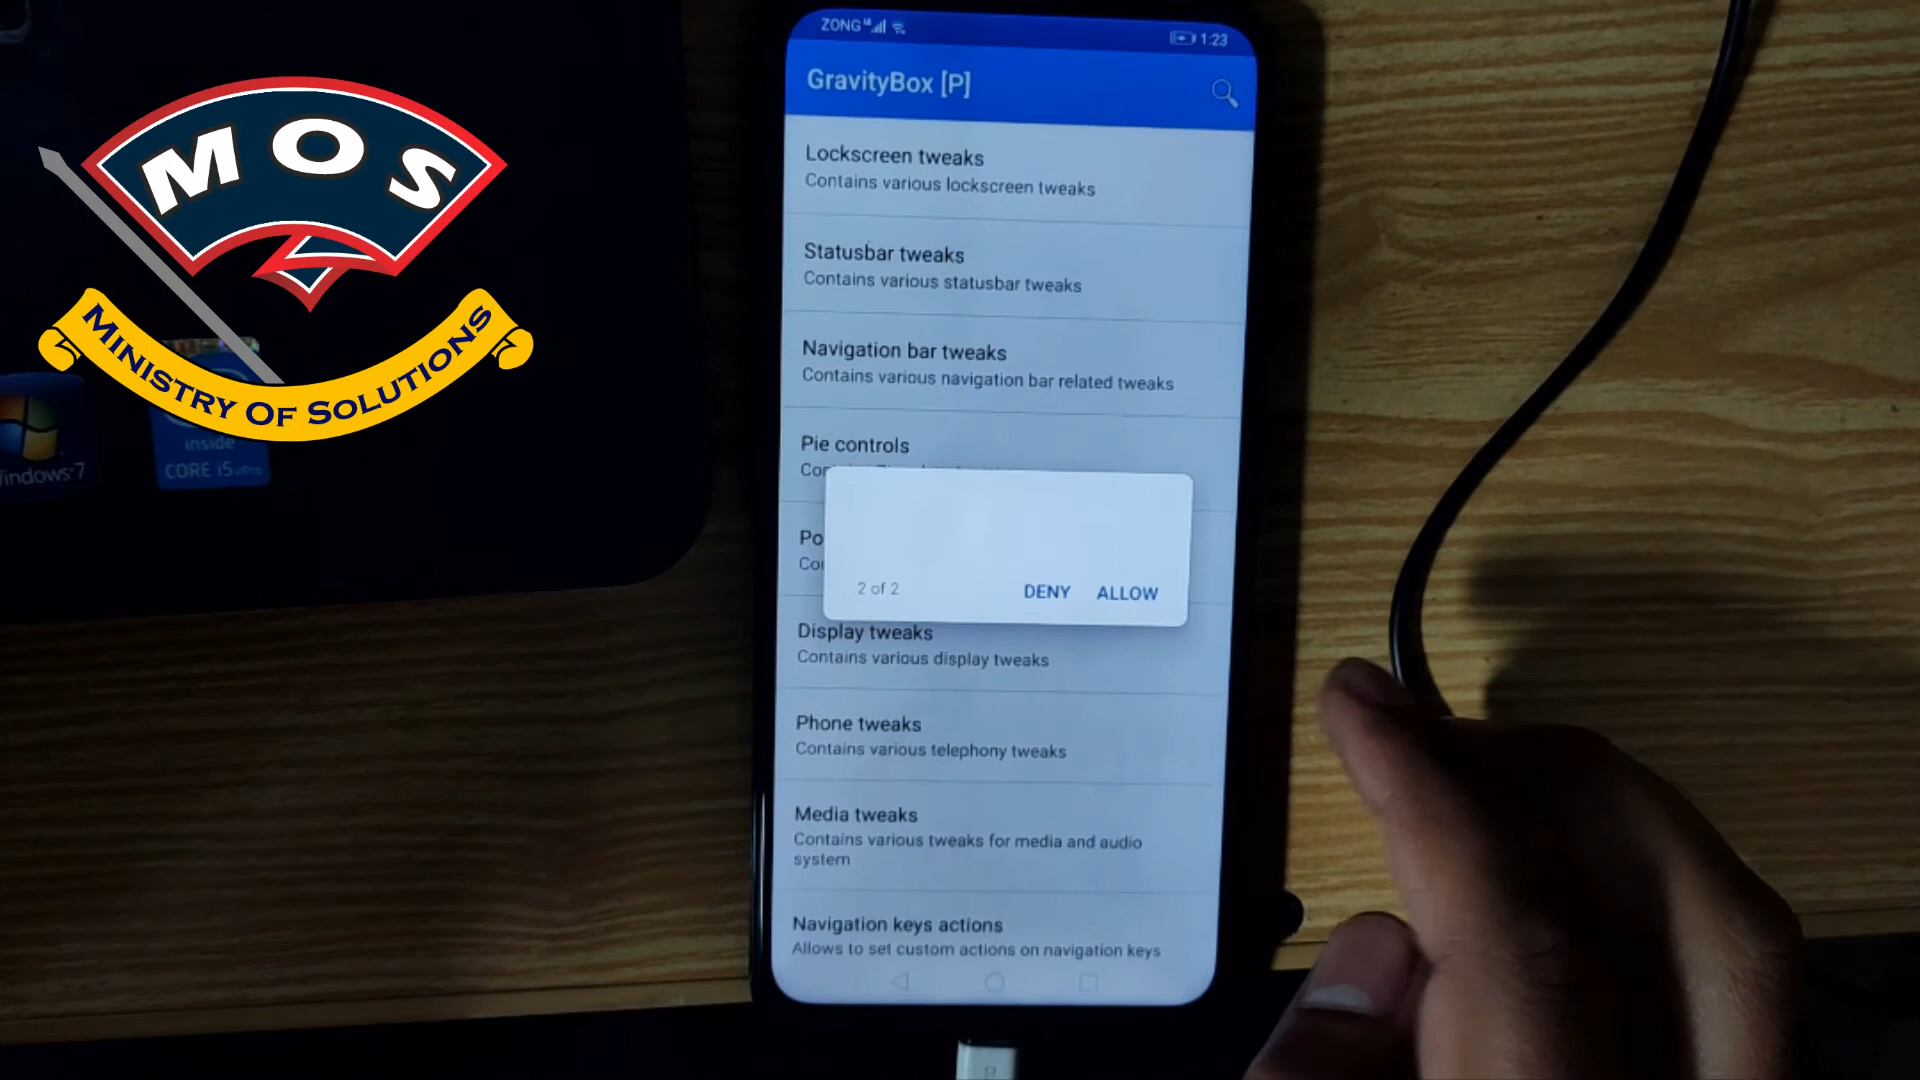 MOS
MINISTRY OF SOLUTIONS
Windows 7
inside
CORE i5 vPro
ZONG
1:23
GravityBox [P]
Lockscreen tweaks
Contains various lockscreen tweaks
Statusbar tweaks
Contains various statusbar tweaks
Navigation bar tweaks
Contains various navigation bar related tweaks
Pie controls
2 of 2
DENY
ALLOW
Display tweaks
Contains various display tweaks
Phone tweaks
Contains various telephony tweaks
Media tweaks
Contains various tweaks for media and audio
system
Navigation keys actions
Allows to set custom actions on navigation keys